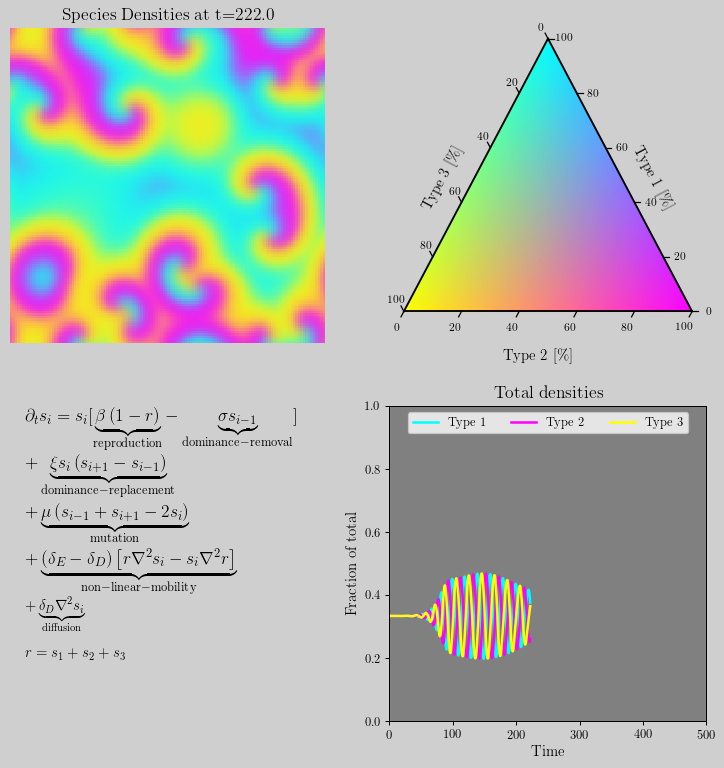 Species Densities at t=222.0
0
100
20
80
40
60
Type 3 [%]
Type 1 [%]
60
40
80
20
100
0
0
20
40
60
80
100
Type 2 [%]
∂ₜsᵢ = sᵢ[β(1 − r) − σsᵢ₋₁]
reproduction
dominance−removal
+ ξsᵢ(sᵢ₊₁ − sᵢ₋₁)
dominance−replacement
+ μ(sᵢ₋₁ + sᵢ₊₁ − 2sᵢ)
mutation
+ (δ_E − δ_D)[r∇²sᵢ − sᵢ∇²r]
non−linear−mobility
+ δ_D∇²sᵢ
diffusion
r = s₁ + s₂ + s₃
Total densities
Type 1
Type 2
Type 3
Fraction of total
1.0
0.8
0.6
0.4
0.2
0.0
0
100
200
300
400
500
Time